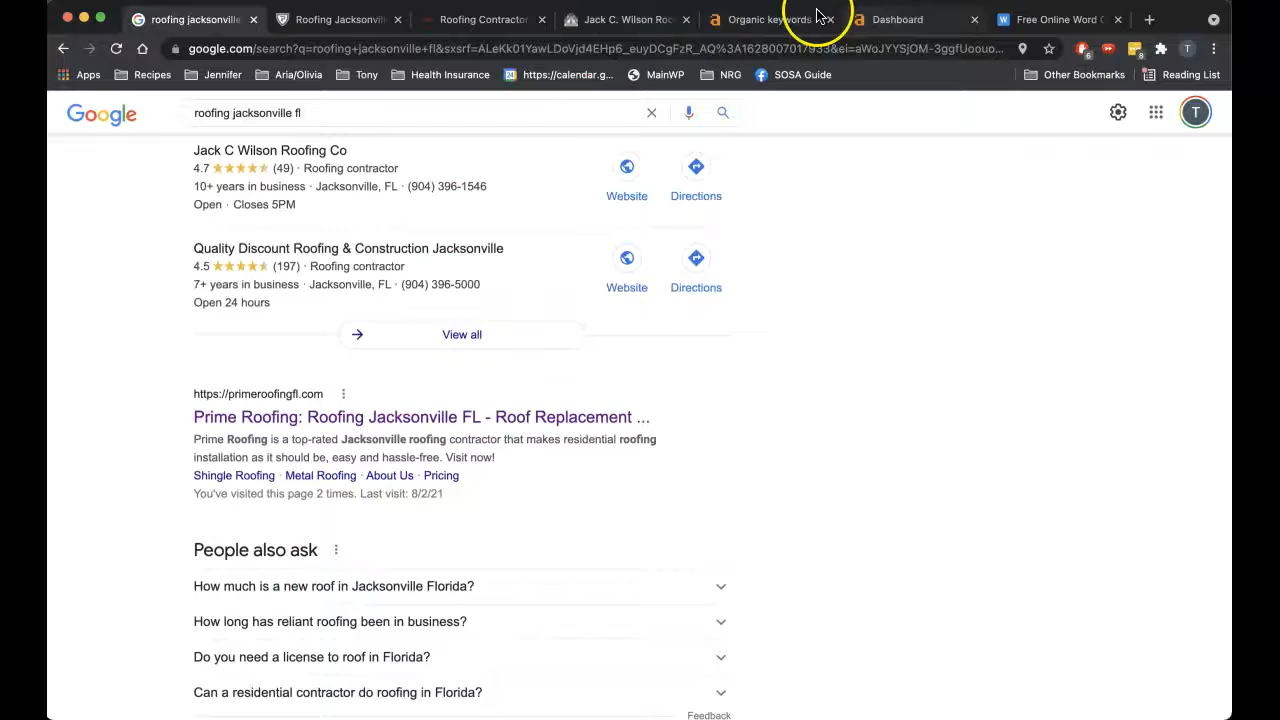 roofing jacksonville
Roofing Jacksonville
Roofing Contractor
Jack C. Wilson Roo
Organic keywords
Dashboard
Free Online Word C
google.com/search?q=roofing+jacksonville+fl&sxsrf=ALeKk01YawLDoVjd4EHp6_euyDCgFzR_AQ%3A1628007017933&ei=aWoJYYSjOM-3ggfUoouo...
6
8
T
Apps
Recipes
Jennifer
Aria/Olivia
Tony
Health Insurance
24
https://calendar.g...
MainWP
NRG
SOSA Guide
Other Bookmarks
Reading List
Google
roofing jacksonville fl
T
Jack C Wilson Roofing Co
4.7 (49) · Roofing contractor
10+ years in business · Jacksonville, FL · (904) 396-1546
Open · Closes 5PM
Website
Directions
Quality Discount Roofing & Construction Jacksonville
4.5 (197) · Roofing contractor
7+ years in business · Jacksonville, FL · (904) 396-5000
Open 24 hours
Website
Directions
View all
https://primeroofingfl.com
Prime Roofing: Roofing Jacksonville FL - Roof Replacement ...
Prime Roofing is a top-rated Jacksonville roofing contractor that makes residential roofing
installation as it should be, easy and hassle-free. Visit now!
Shingle Roofing · Metal Roofing · About Us · Pricing
You've visited this page 2 times. Last visit: 8/2/21
People also ask
How much is a new roof in Jacksonville Florida?
How long has reliant roofing been in business?
Do you need a license to roof in Florida?
Can a residential contractor do roofing in Florida?
Feedback